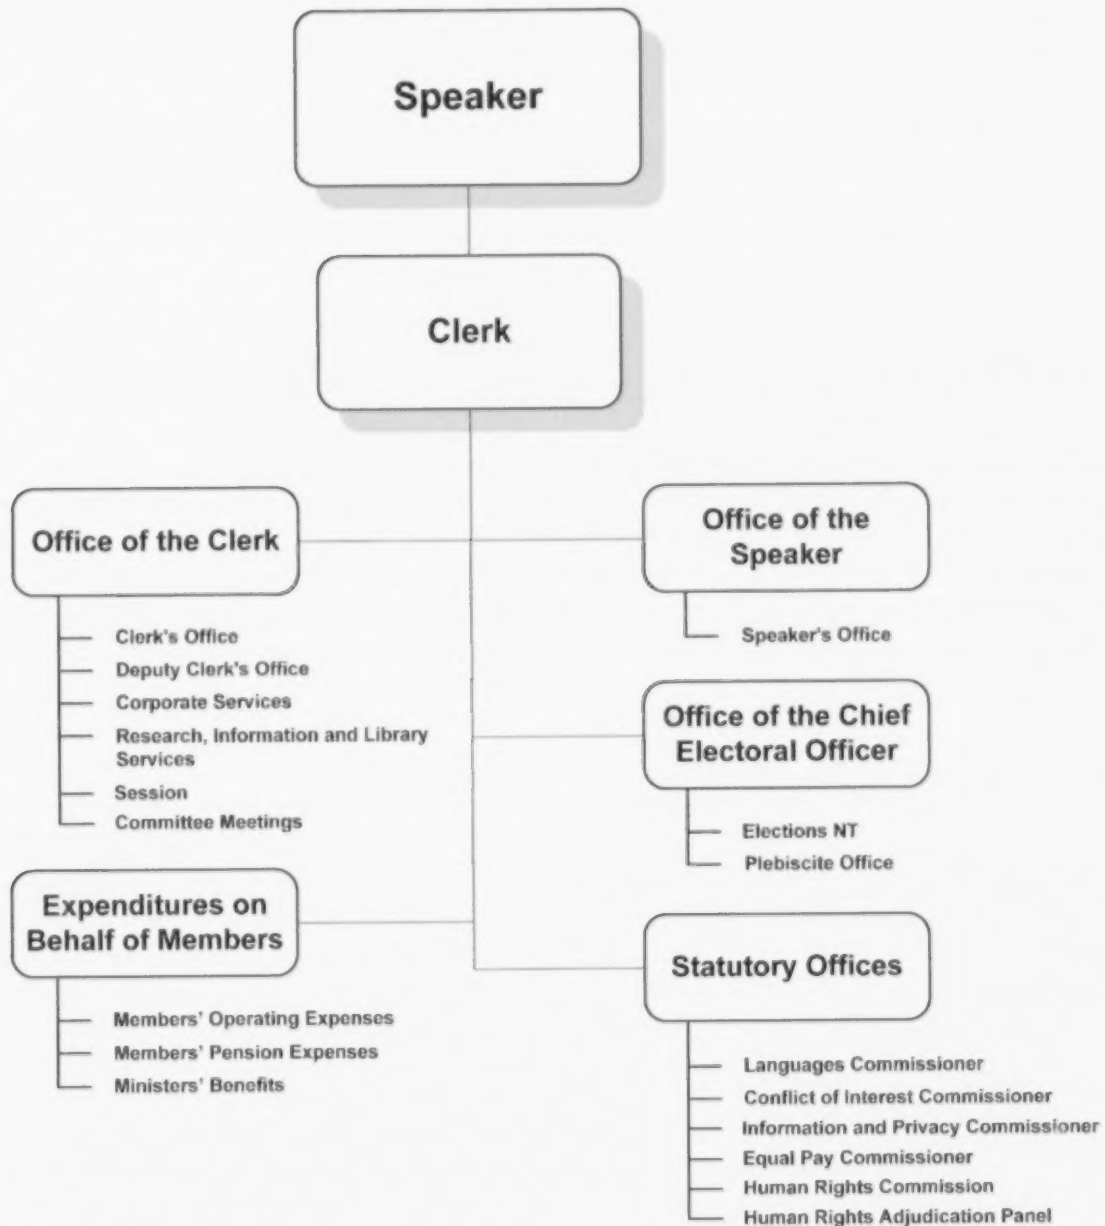 Speaker
Clerk
Office of the Clerk
Clerk's Office
Deputy Clerk's Office
Corporate Services
Research, Information and Library
Services
Session
Committee Meetings
Expenditures on
Behalf of Members
Members' Operating Expenses
Members' Pension Expenses
Ministers' Benefits
Office of the
Speaker
Speaker's Office
Office of the Chief
Electoral Officer
Elections NT
Plebiscite Office
Statutory Offices
Languages Commissioner
Conflict of Interest Commissioner
Information and Privacy Commissioner
Equal Pay Commissioner
Human Rights Commission
Human Rights Adjudication Panel